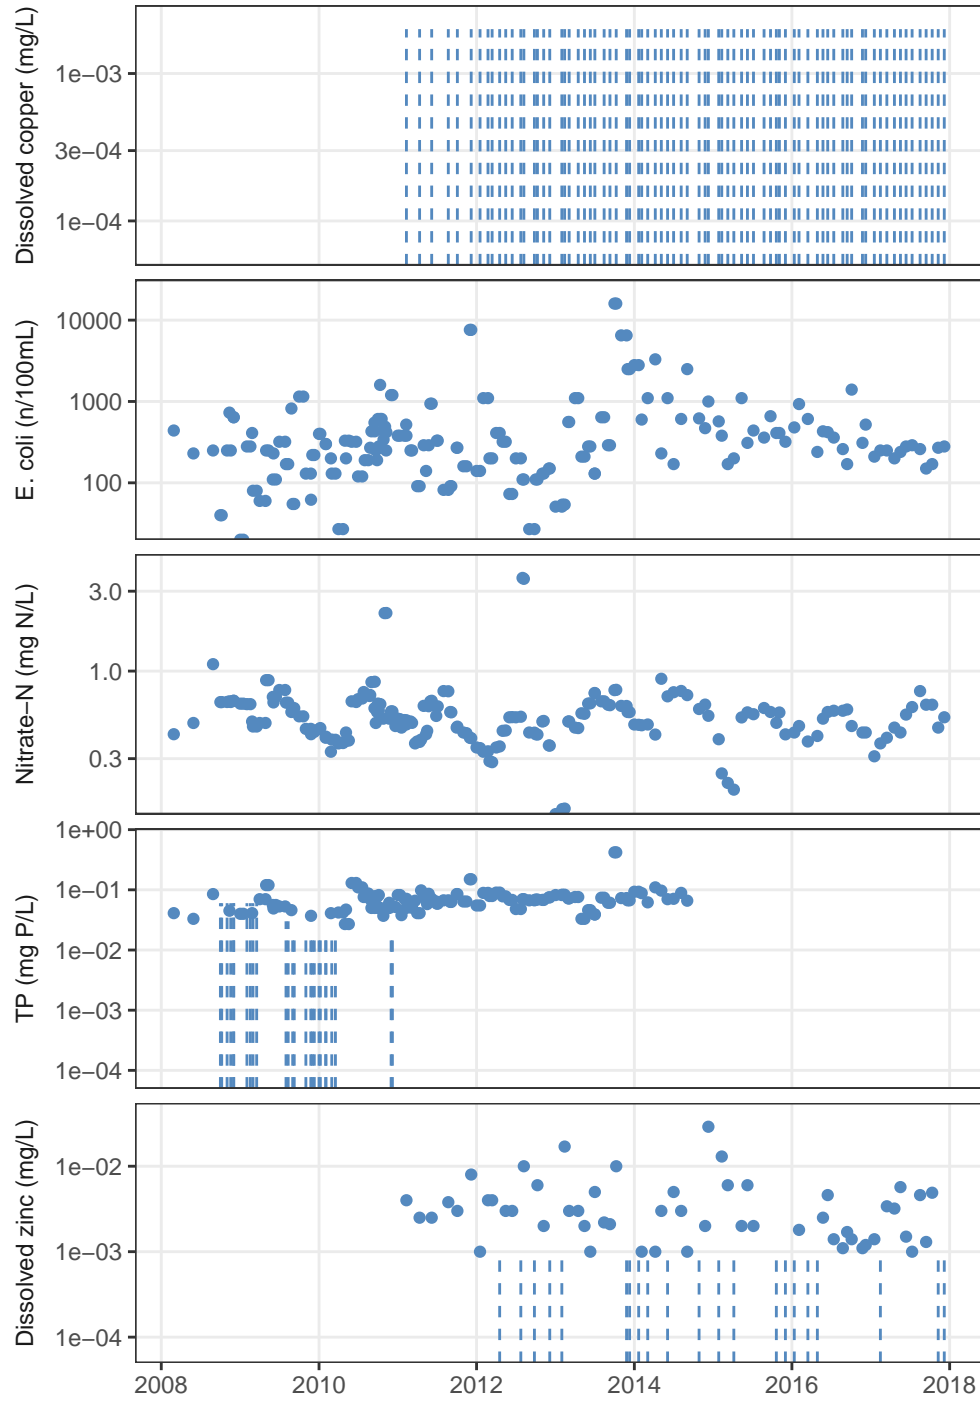 Dissolved copper (mg/L)
1e−03
3e−04
1e−04
E. coli (n/100mL)
10000
1000
100
Nitrate−N (mg N/L)
3.0
1.0
0.3
TP (mg P/L)
1e+00
1e−01
1e−02
1e−03
1e−04
Dissolved zinc (mg/L)
1e−02
1e−03
1e−04
2008 2010 2012 2014 2016 2018